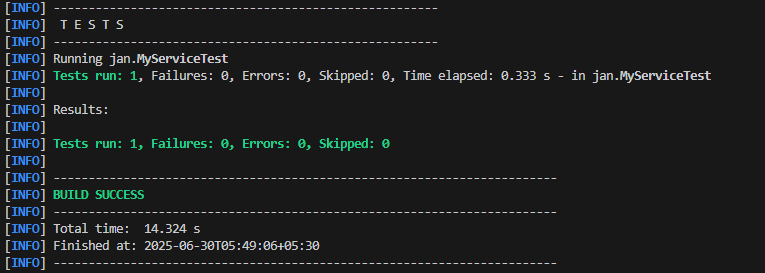 [INFO] -------------------------------------------------------
[INFO]  T E S T S
[INFO] -------------------------------------------------------
[INFO] Running jan.MyServiceTest
[INFO] Tests run: 1, Failures: 0, Errors: 0, Skipped: 0, Time elapsed: 0.333 s - in jan.MyServiceTest
[INFO]
[INFO] Results:
[INFO]
[INFO] Tests run: 1, Failures: 0, Errors: 0, Skipped: 0
[INFO]
[INFO] ------------------------------------------------------------------------
[INFO] BUILD SUCCESS
[INFO] ------------------------------------------------------------------------
[INFO] Total time:  14.324 s
[INFO] Finished at: 2025-06-30T05:49:06+05:30
[INFO] ------------------------------------------------------------------------